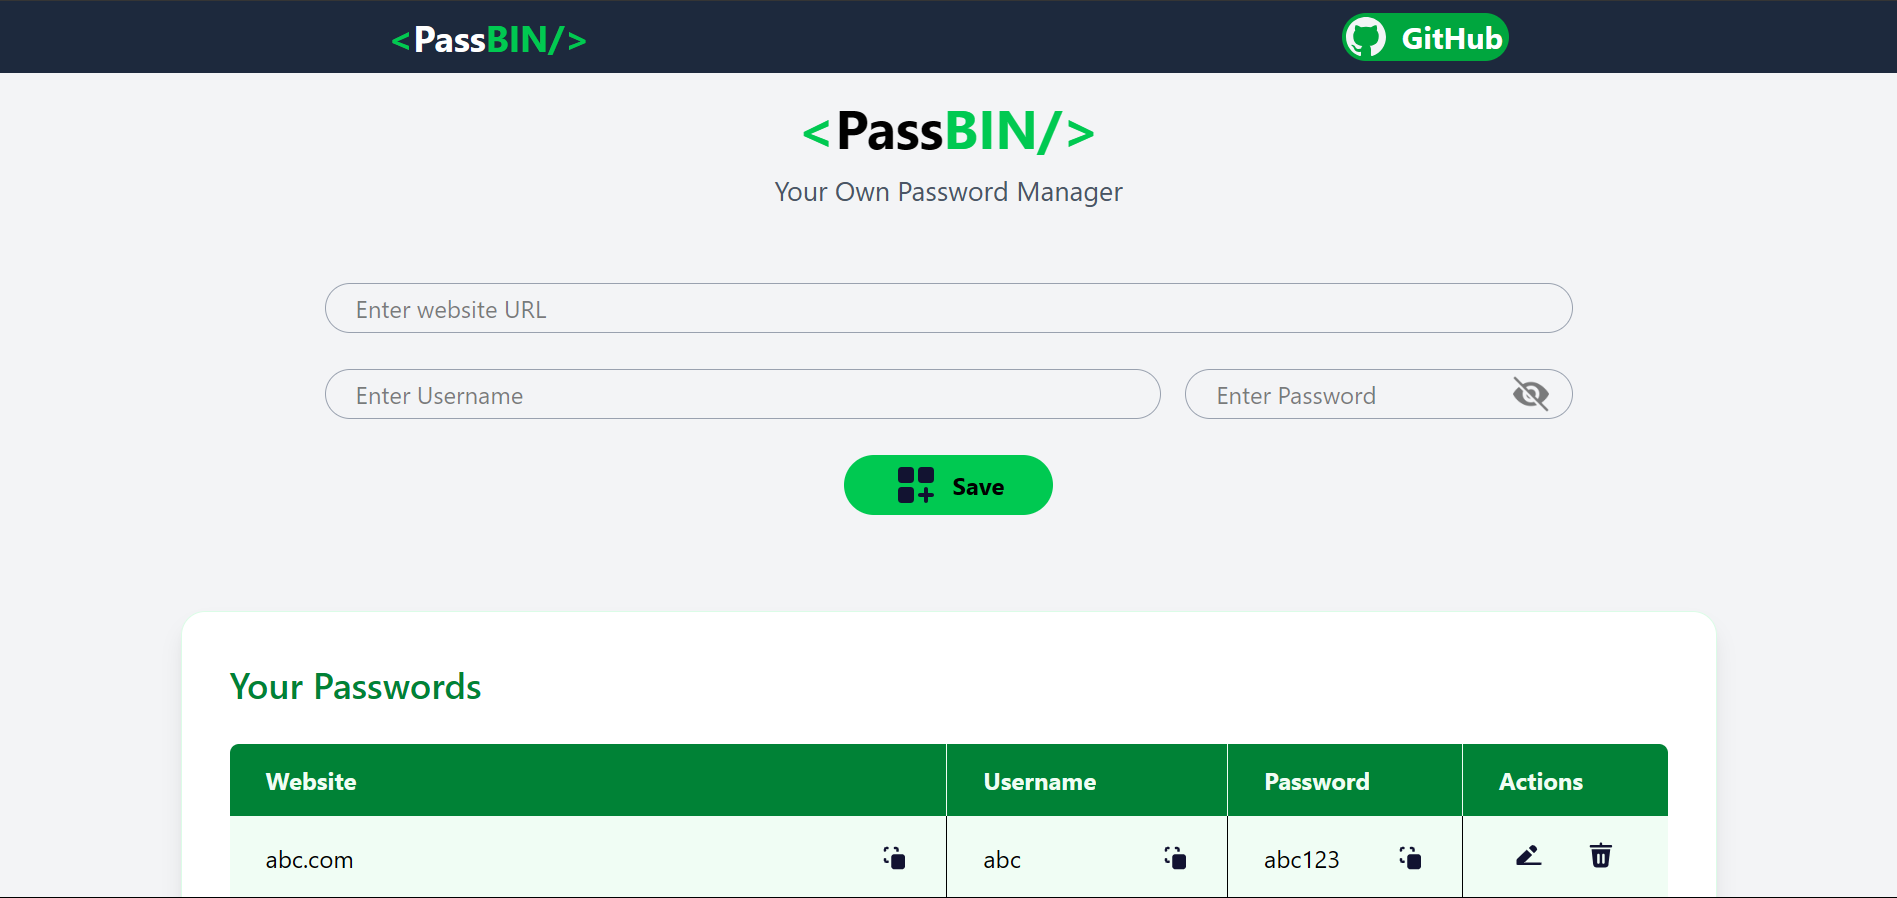 <PassBIN/>
GitHub
<PassBIN/>
Your Own Password Manager
Enter website URL
Enter Username
Enter Password
Save
Your Passwords
Website
Username
Password
Actions
abc.com
abc
abc123